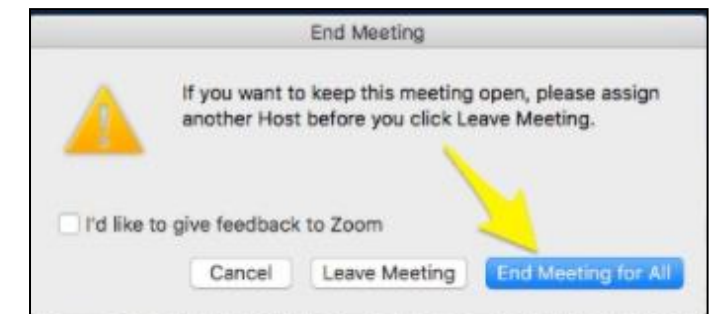 End Meeting
If you want to keep this meeting open, please assign
another Host before you click Leave Meeting.
I'd like to give feedback to Zoom
Cancel Leave Meeting End Meeting for All